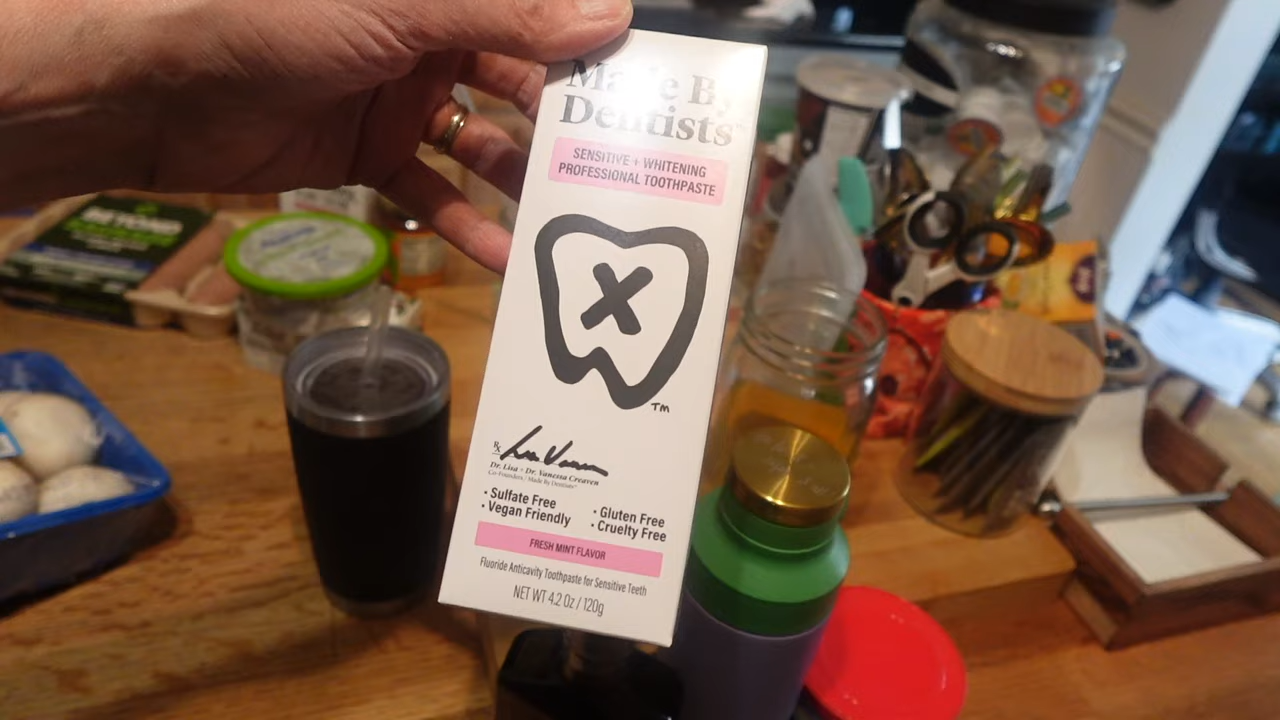 Made By
Dentists
SENSITIVE + WHITENING
PROFESSIONAL TOOTHPASTE
X
TM
Rx
Dr. Lisa + Dr. Vanessa Creaven
Co-Founders / Made By Dentists™
• Sulfate Free
• Vegan Friendly
• Gluten Free
• Cruelty Free
FRESH MINT FLAVOR
Fluoride Anticavity Toothpaste for Sensitive Teeth
NET WT 4.2 Oz / 120g
BEYOND